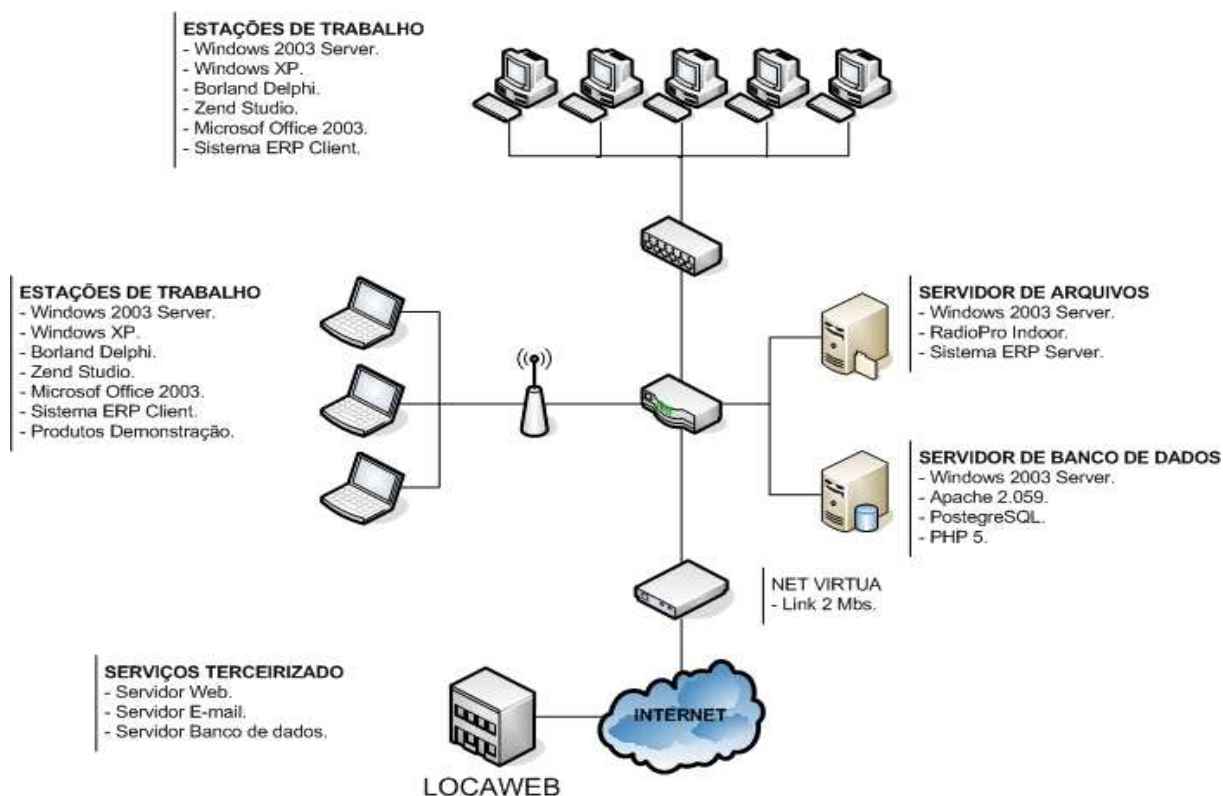 ESTAÇÕES DE TRABALHO
- Windows 2003 Server.
- Windows XP.
- Borland Delphi.
- Zend Studio.
- Microsof Office 2003.
- Sistema ERP Client.
ESTAÇÕES DE TRABALHO
- Windows 2003 Server.
- Windows XP.
- Borland Delphi.
- Zend Studio.
- Microsof Office 2003.
- Sistema ERP Client.
- Produtos Demonstração.
SERVIDOR DE ARQUIVOS
- Windows 2003 Server.
- RadioPro Indoor.
- Sistema ERP Server.
SERVIDOR DE BANCO DE DADOS
- Windows 2003 Server.
- Apache 2.059.
- PostegreSQL.
- PHP 5.
NET VIRTUA
- Link 2 Mbs.
SERVIÇOS TERCEIRIZADO
- Servidor Web.
- Servidor E-mail.
- Servidor Banco de dados.
INTERNET
LOCAWEB